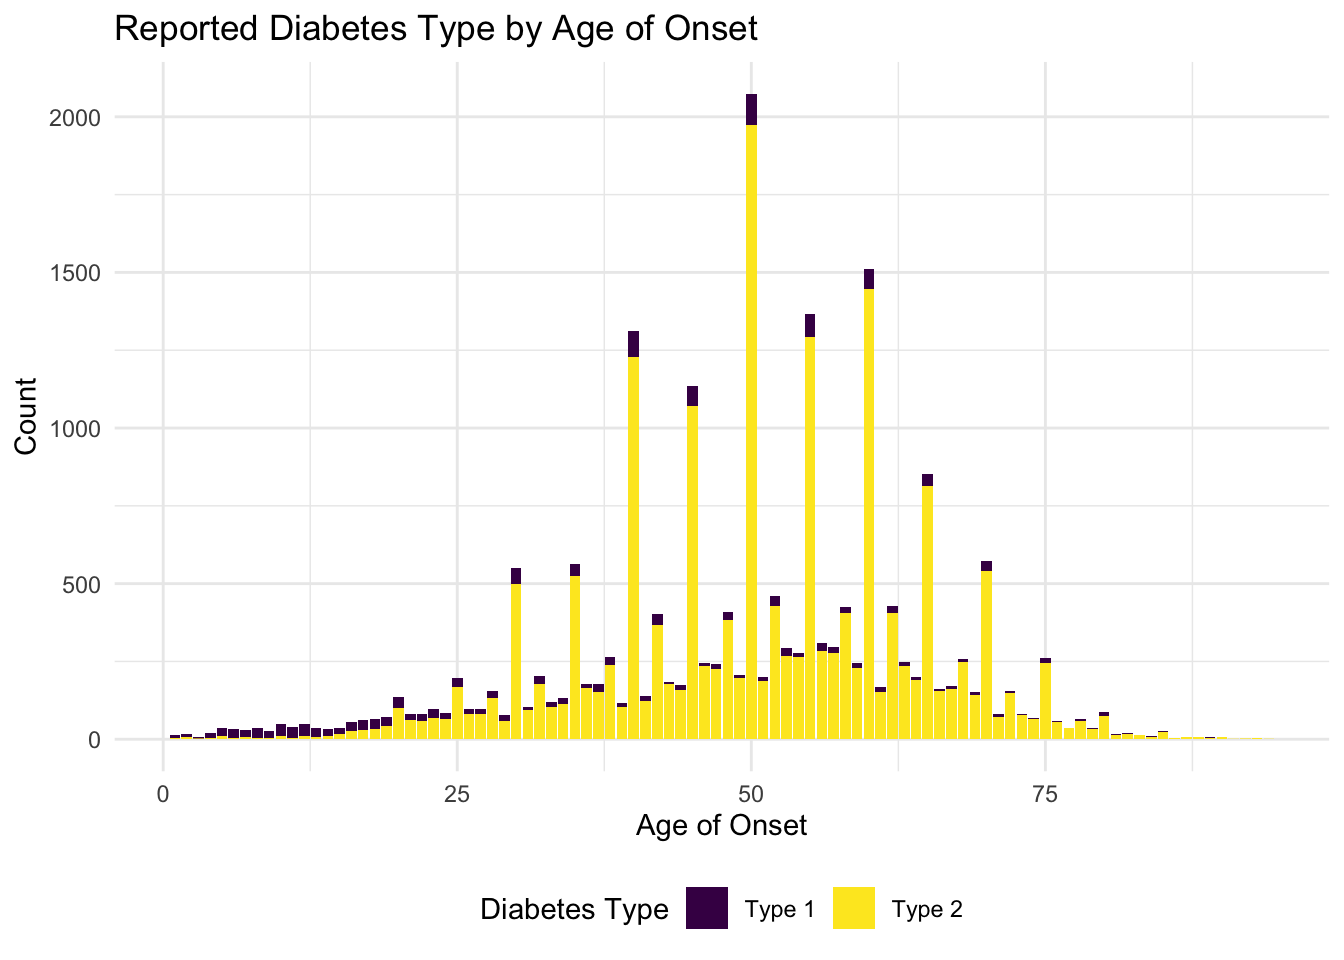 Reported Diabetes Type by Age of Onset
2000
1500
1000
500
0
Count
0 25 50 75
Age of Onset
Diabetes Type Type 1 Type 2